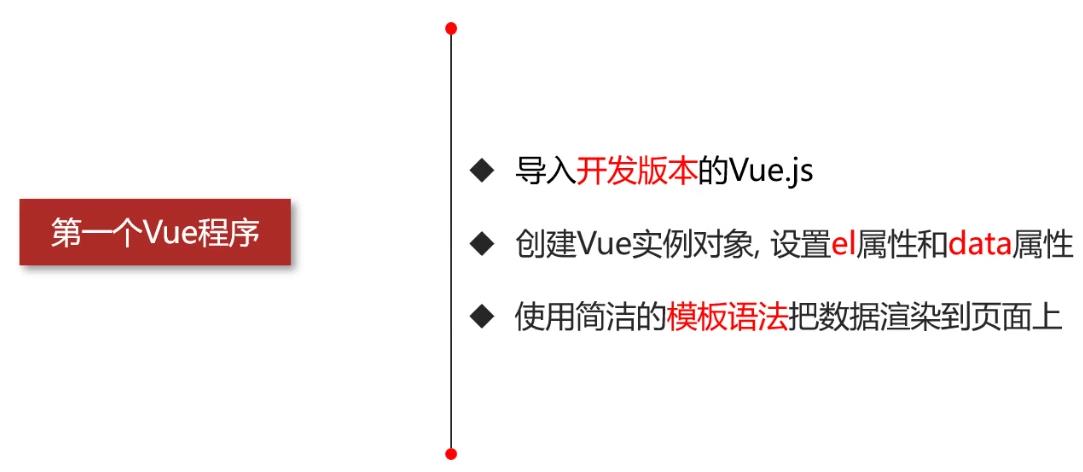 第一个Vue程序
导入开发版本的Vue.js
创建Vue实例对象, 设置el属性和data属性
使用简洁的模板语法把数据渲染到页面上